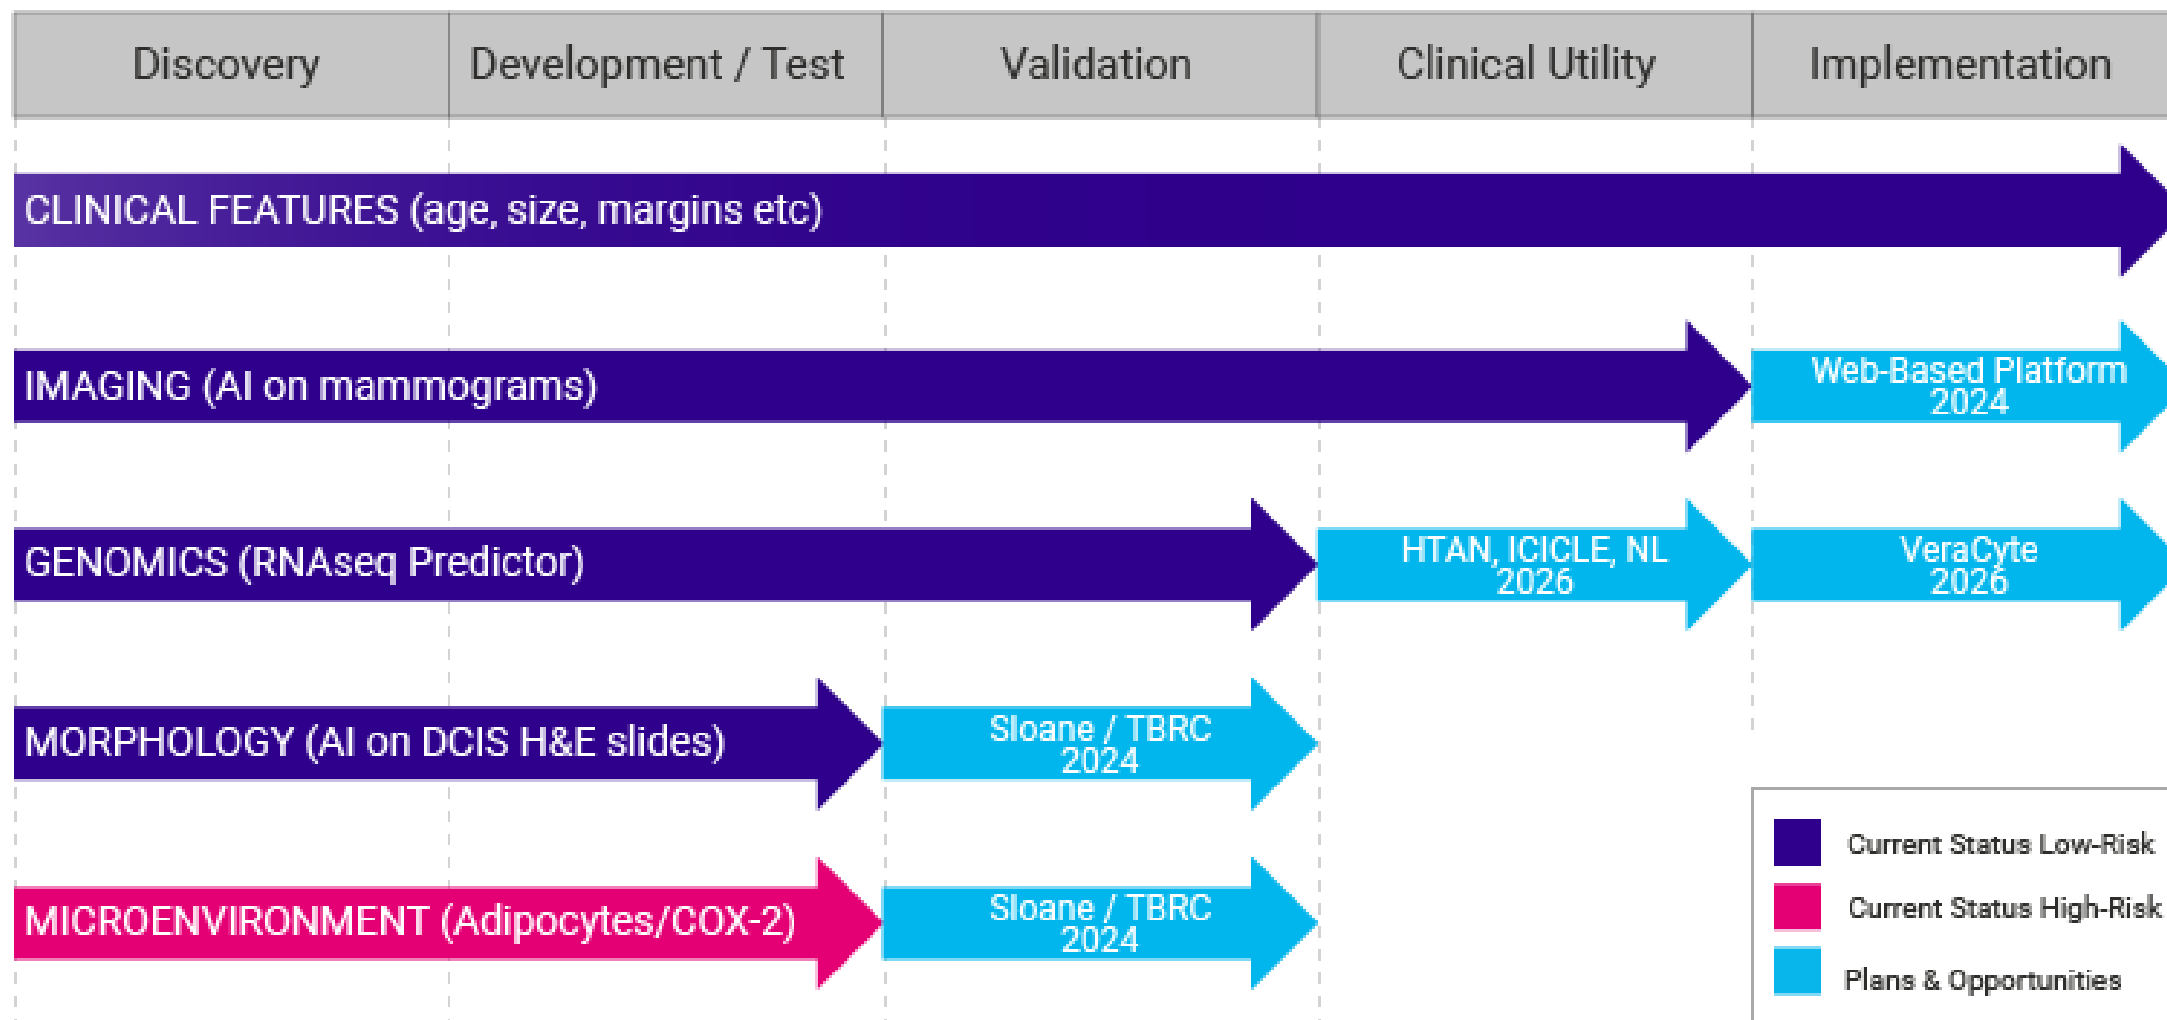 Discovery
Development / Test
Validation
Clinical Utility
Implementation
CLINICAL FEATURES (age, size, margins etc)
IMAGING (AI on mammograms)
Web-Based Platform
2024
GENOMICS (RNAseq Predictor)
HTAN, ICICLE, NL
2026
VeraCyte
2026
MORPHOLOGY (AI on DCIS H&E slides)
Sloane / TBRC
2024
MICROENVIRONMENT (Adipocytes/COX-2)
Sloane / TBRC
2024
Current Status Low-Risk
Current Status High-Risk
Plans & Opportunities